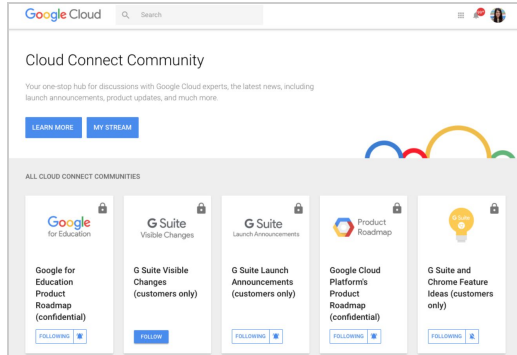 Google Cloud
Search
Cloud Connect Community
Your one-stop hub for discussions with Google Cloud experts, the latest news, including
launch announcements, product updates, and much more.
LEARN MORE
MY STREAM
ALL CLOUD CONNECT COMMUNITIES
Google
for Education
Google for
Education
Product
Roadmap
(confidential)
FOLLOWING
G Suite
Visible Changes
G Suite Visible
Changes
(customers only)
FOLLOW
G Suite
Launch Announcements
G Suite Launch
Announcements
(customers only)
FOLLOWING
Product
Roadmap
Google Cloud
Platform's
Product
Roadmap
(confidential)
FOLLOWING
G Suite
G Suite and
Chrome Feature
Ideas (customers
only)
FOLLOWING